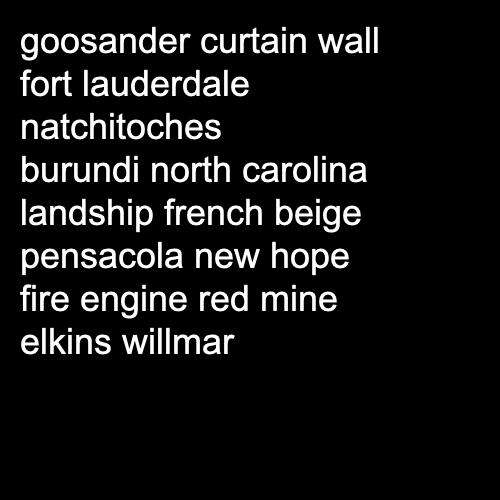 goosander curtain wall
fort lauderdale
natchitoches
burundi north carolina
landship french beige
pensacola new hope
fire engine red mine
elkins willmar